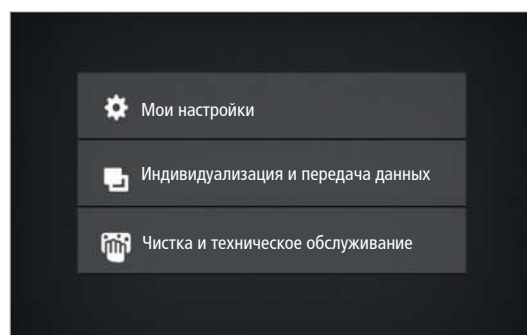 Мои настройки
Индивидуализация и передача данных
Чистка и техническое обслуживание